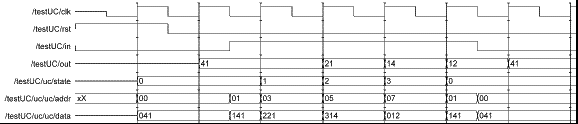 /testUC/clk
/testUC/rst
/testUC/in
/testUC/out 41 21 14 12 41
/testUC/uc/state 0 1 2 3 0
/testUC/uc/uc/addr xX 00 01 03 05 07 01 00
/testUC/uc/uc/data 041 141 221 314 012 141 041